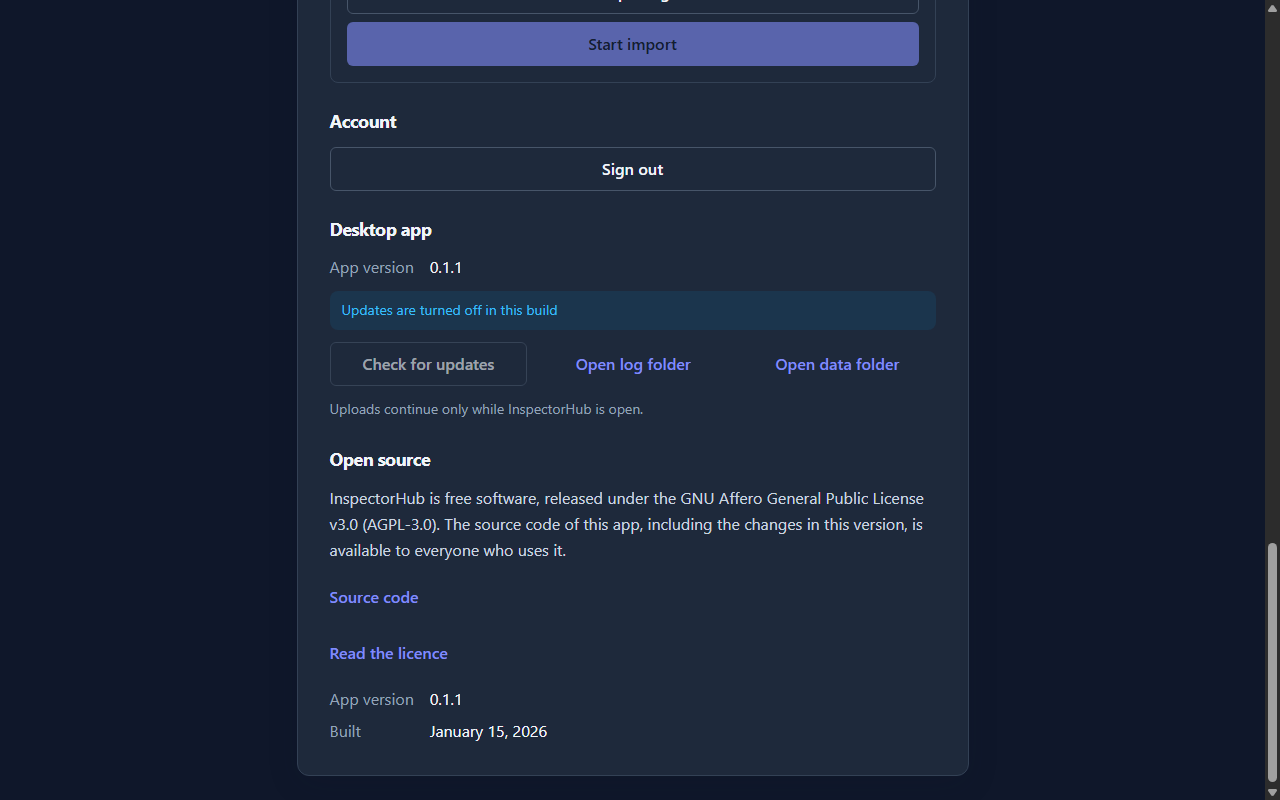 Start import
Account
Sign out
Desktop app
App version 0.1.1
Updates are turned off in this build
Check for updates Open log folder Open data folder
Uploads continue only while InspectorHub is open.
Open source
InspectorHub is free software, released under the GNU Affero General Public License
v3.0 (AGPL-3.0). The source code of this app, including the changes in this version, is
available to everyone who uses it.
Source code
Read the licence
App version 0.1.1
Built January 15, 2026